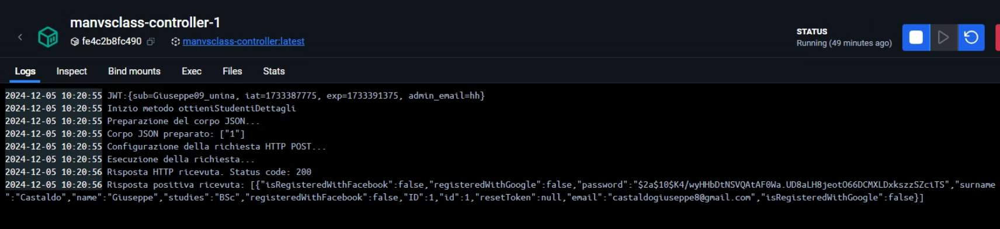 manvsclass-controller-1
fe4c2b8fc490 manvsclass-controller:latest
STATUS
Running (49 minutes ago)
Logs Inspect Bind mounts Exec Files Stats
2024-12-05 10:20:55 JWT:{sub=Giuseppe09_unina, iat=1733387775, exp=1733391375, admin_email=hh}
2024-12-05 10:20:55 Inizio metodo ottieniStudentiDettagli
2024-12-05 10:20:55 Preparazione del corpo JSON...
2024-12-05 10:20:55 Corpo JSON preparato: ["1"]
2024-12-05 10:20:55 Configurazione della richiesta HTTP POST...
2024-12-05 10:20:55 Esecuzione della richiesta...
2024-12-05 10:20:56 Risposta HTTP ricevuta. Status code: 200
2024-12-05 10:20:56 Risposta positiva ricevuta: [{"isRegisteredWithFacebook":false,"registeredWithGoogle":false,"password":"$2a$10$K4/wyHHbDtNSVQAtAF0Wa.UD8aLH8jeotO66DCMXLDxkszzSZciTS","surname
":"Castaldo","name":"Giuseppe","studies":"BSc","registeredWithFacebook":false,"ID":1,"id":1,"resetToken":null,"email":"castaldogiuseppe8@gmail.com","isRegisteredWithGoogle":false}]